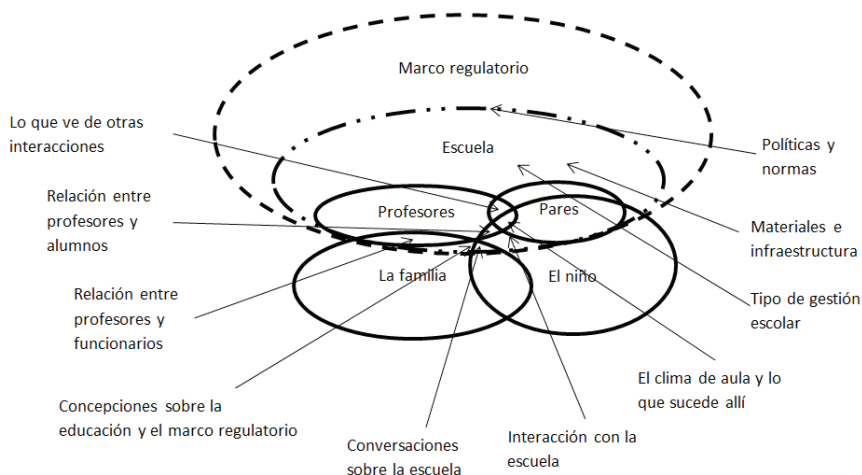 Marco regulatorio
Lo que ve de otras
interacciones
Escuela
Políticas y
normas
Relación entre
profesores y
alumnos
Profesores
Pares
Materiales e
infraestructura
La familia
El niño
Relación entre
profesores y
funcionarios
Tipo de gestión
escolar
El clima de aula y lo
que sucede allí
Concepciones sobre la
educación y el marco regulatorio
Conversaciones
sobre la escuela
Interacción con la
escuela